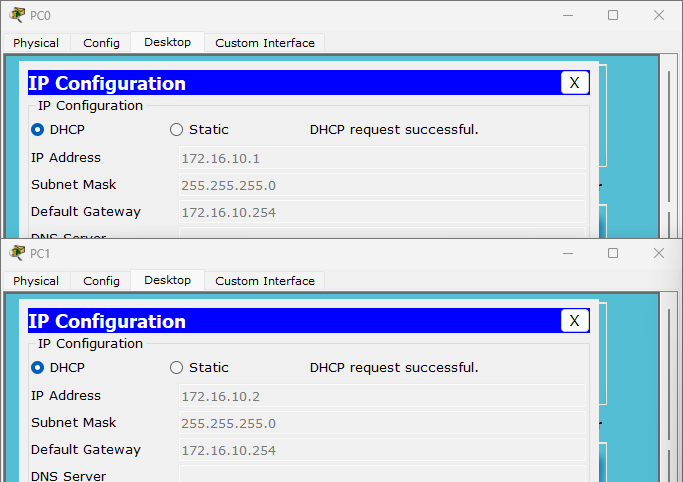 PC0
Physical Config Desktop Custom Interface
IP Configuration X
IP Configuration
DHCP Static DHCP request successful.
IP Address 172.16.10.1
Subnet Mask 255.255.255.0
Default Gateway 172.16.10.254
DNS Server
PC1
Physical Config Desktop Custom Interface
IP Configuration X
IP Configuration
DHCP Static DHCP request successful.
IP Address 172.16.10.2
Subnet Mask 255.255.255.0
Default Gateway 172.16.10.254
DNS Server